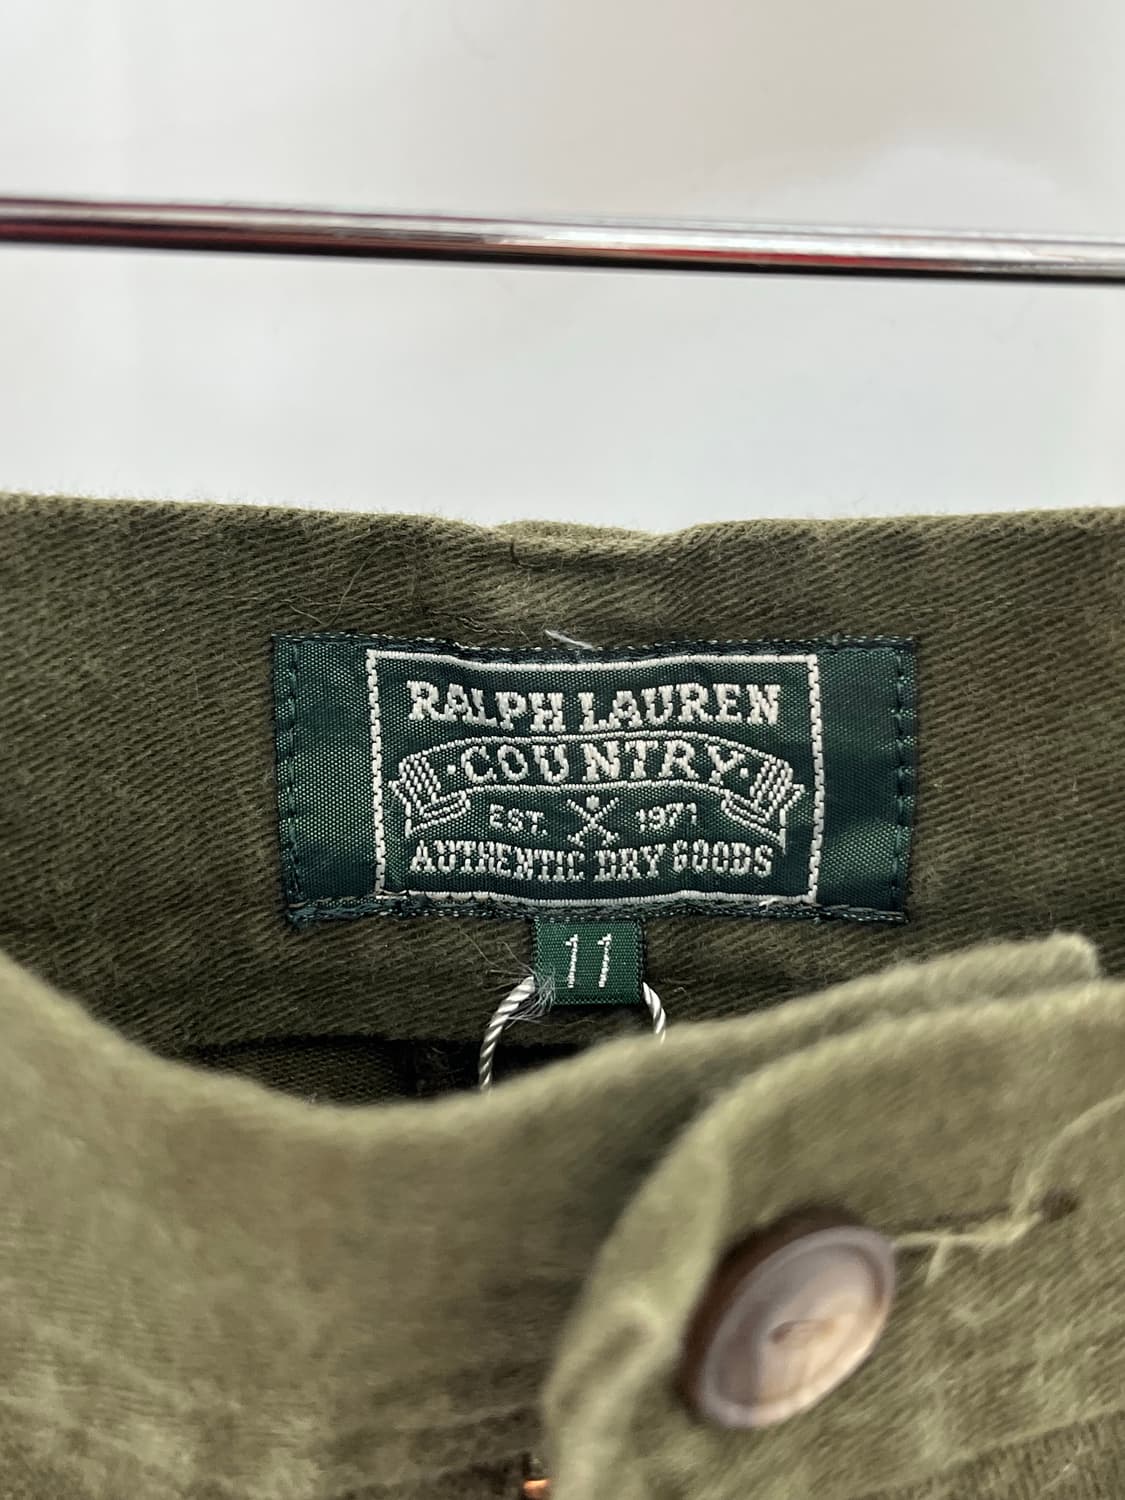 RALPH LAUREN
·COUNTRY·
EST. 1971
AUTHENTIC DRY GOODS
11